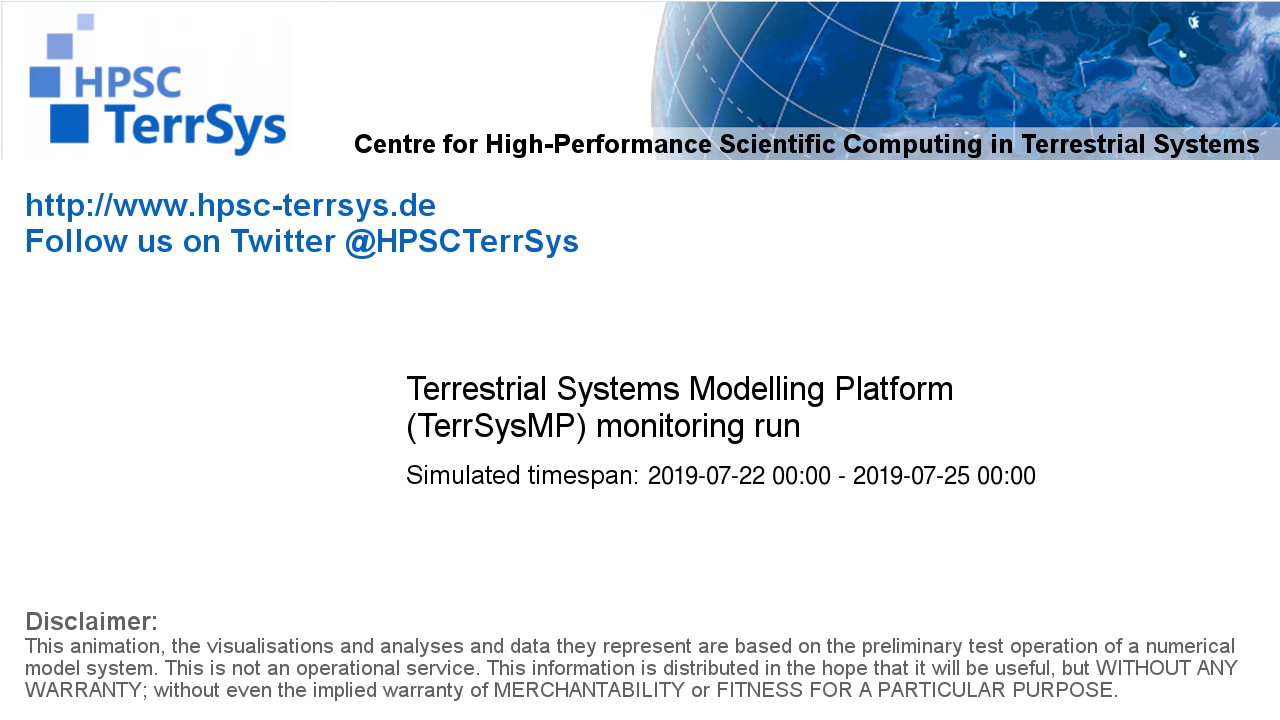 HPSC
TerrSys
Centre for High-Performance Scientific Computing in Terrestrial Systems
http://www.hpsc-terrsys.de
Follow us on Twitter @HPSCTerrSys
Terrestrial Systems Modelling Platform
(TerrSysMP) monitoring run
Simulated timespan: 2019-07-22 00:00 - 2019-07-25 00:00
Disclaimer:
This animation, the visualisations and analyses and data they represent are based on the preliminary test operation of a numerical
model system. This is not an operational service. This information is distributed in the hope that it will be useful, but WITHOUT ANY
WARRANTY; without even the implied warranty of MERCHANTABILITY or FITNESS FOR A PARTICULAR PURPOSE.